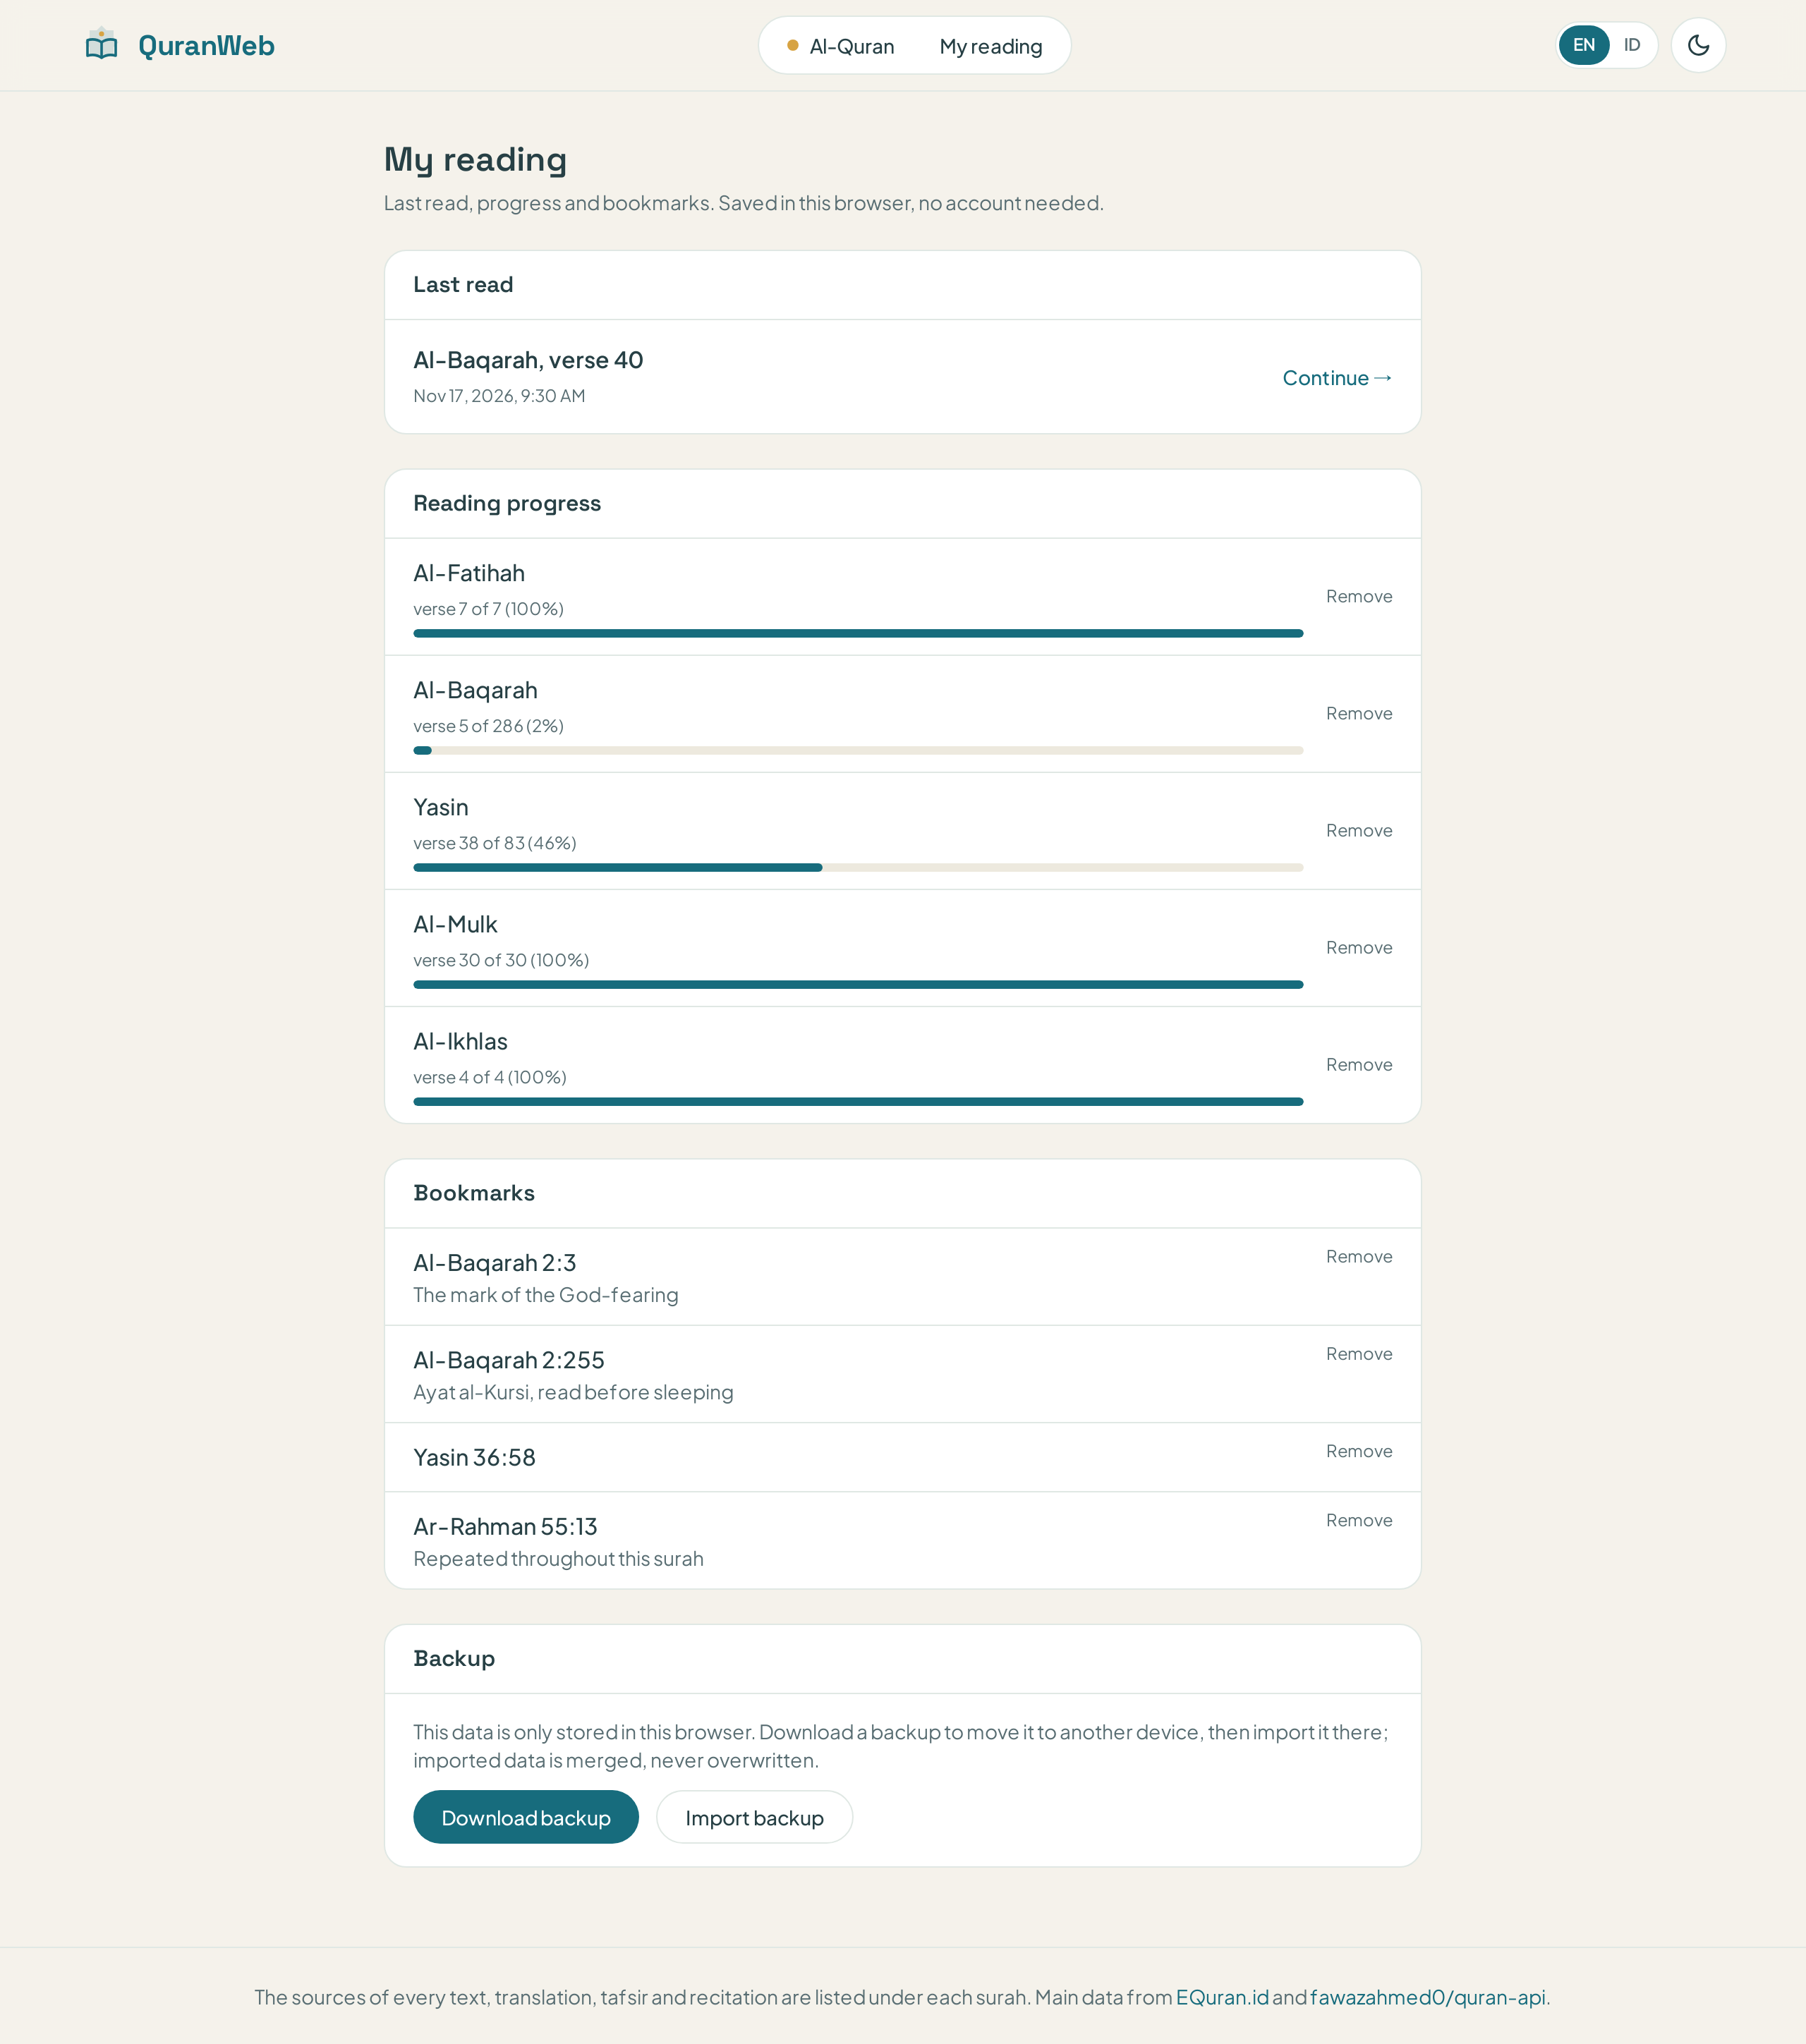 QuranWeb
Al-Quran
My reading
EN
ID
My reading
Last read, progress and bookmarks. Saved in this browser, no account needed.
Last read
Al-Baqarah, verse 40
Nov 17, 2026, 9:30 AM
Continue →
Reading progress
Al-Fatihah
verse 7 of 7 (100%)
Remove
Al-Baqarah
verse 5 of 286 (2%)
Remove
Yasin
verse 38 of 83 (46%)
Remove
Al-Mulk
verse 30 of 30 (100%)
Remove
Al-Ikhlas
verse 4 of 4 (100%)
Remove
Bookmarks
Al-Baqarah 2:3
Remove
The mark of the God-fearing
Al-Baqarah 2:255
Remove
Ayat al-Kursi, read before sleeping
Yasin 36:58
Remove
Ar-Rahman 55:13
Remove
Repeated throughout this surah
Backup
This data is only stored in this browser. Download a backup to move it to another device, then import it there;
imported data is merged, never overwritten.
Download backup
Import backup
The sources of every text, translation, tafsir and recitation are listed under each surah. Main data from EQuran.id and fawazahmed0/quran-api.